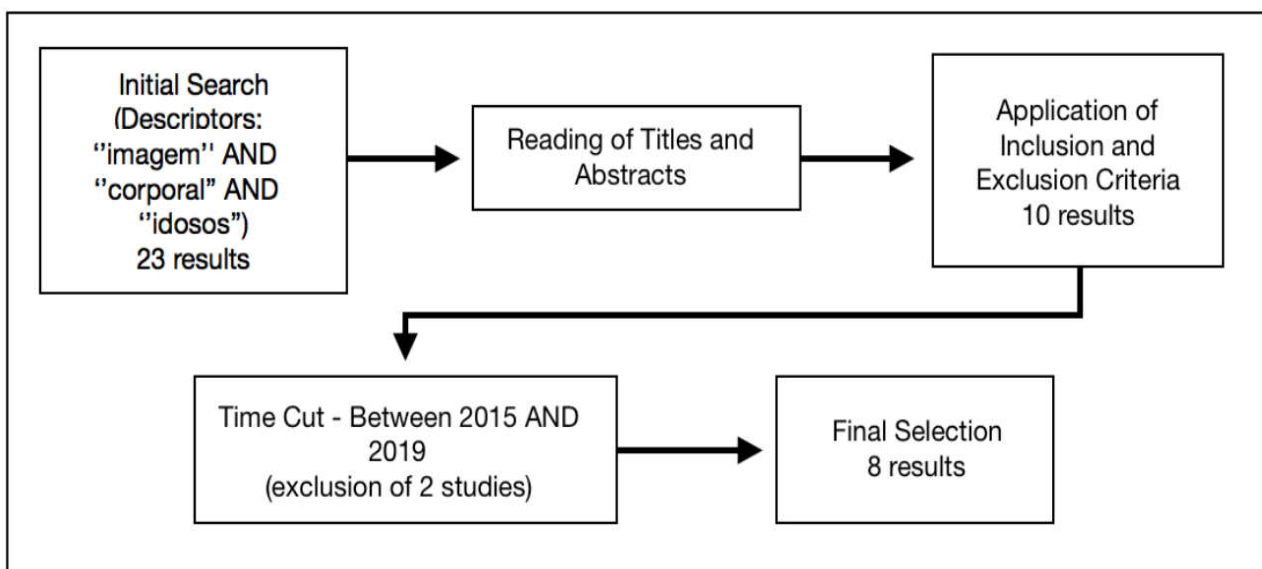 Initial Search
(Descriptors:
‘’imagem’’ AND
‘’corporal” AND
‘’idosos”)
23 results
Reading of Titles and
Abstracts
Application of
Inclusion and
Exclusion Criteria
10 results
Time Cut - Between 2015 AND
2019
(exclusion of 2 studies)
Final Selection
8 results